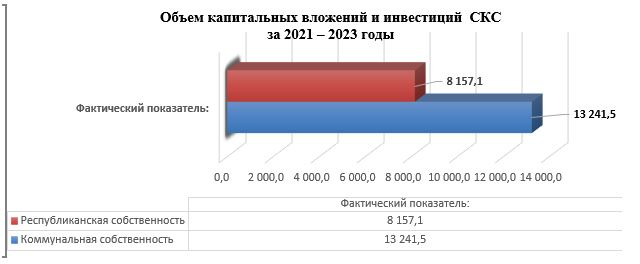 Объем капитальных вложений и инвестиций СКС
за 2021 – 2023 годы
8 157,1
Фактический показатель:
13 241,5
0,0 2 000,0 4 000,0 6 000,0 8 000,0 10 000,0 12 000,0 14 000,0
Фактический показатель:
Республиканская собственность 8 157,1
Коммунальная собственность 13 241,5